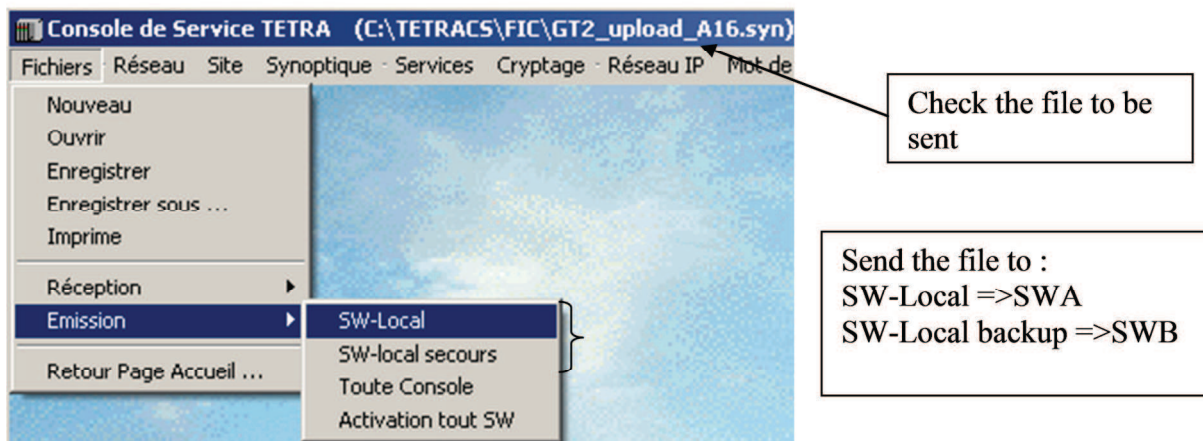 Console de Service TETRA (C:\TETRACS\FIC\GT2_upload_A16.syn)
Fichiers Réseau Site Synoptique Services Cryptage Réseau IP Mot de
Nouveau
Ouvrir
Enregistrer
Enregistrer sous ...
Imprime
Réception
Emission
Retour Page Accueil ...
SW-Local
SW-local secours
Toute Console
Activation tout SW
Check the file to be
sent
Send the file to :
SW-Local =>SWA
SW-Local backup =>SWB